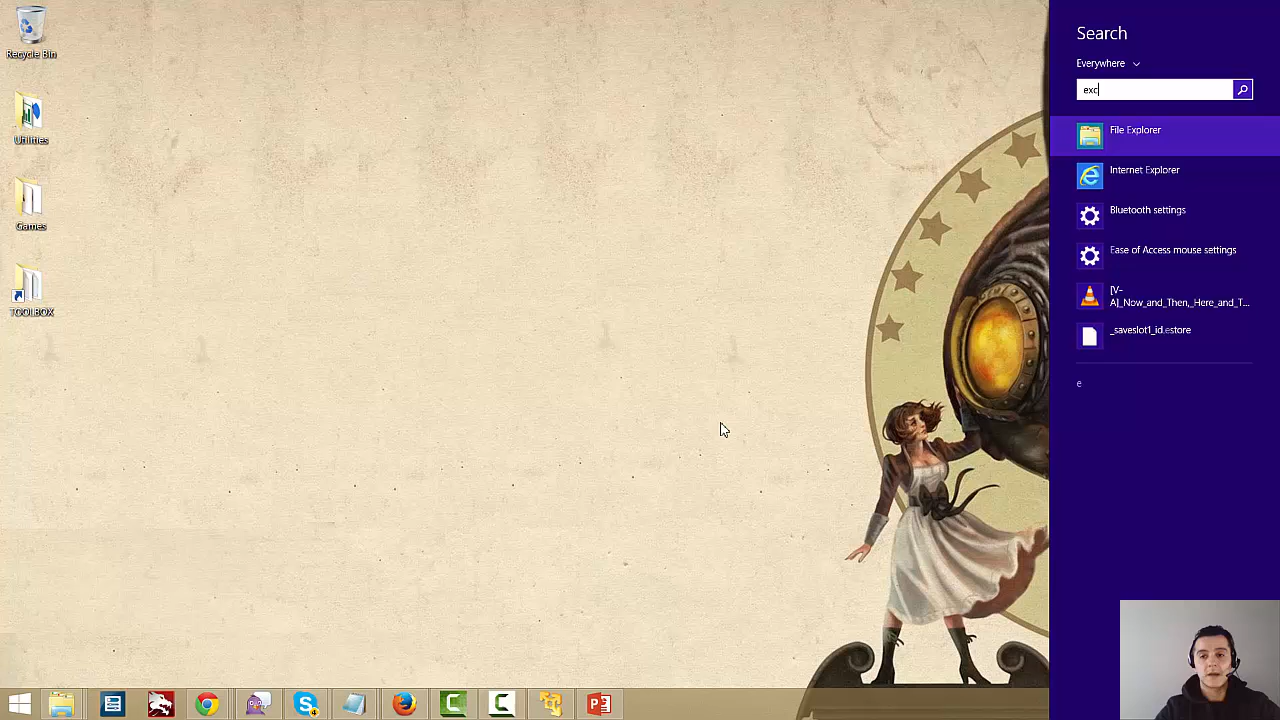 Recycle Bin
Utilities
Games
TOOLBOX
Search
Everywhere
exc
File Explorer
Internet Explorer
Bluetooth settings
Ease of Access mouse settings
[V-
A]_Now_and_Then,_Here_and_T...
_saveslot1_id.estore
e
4